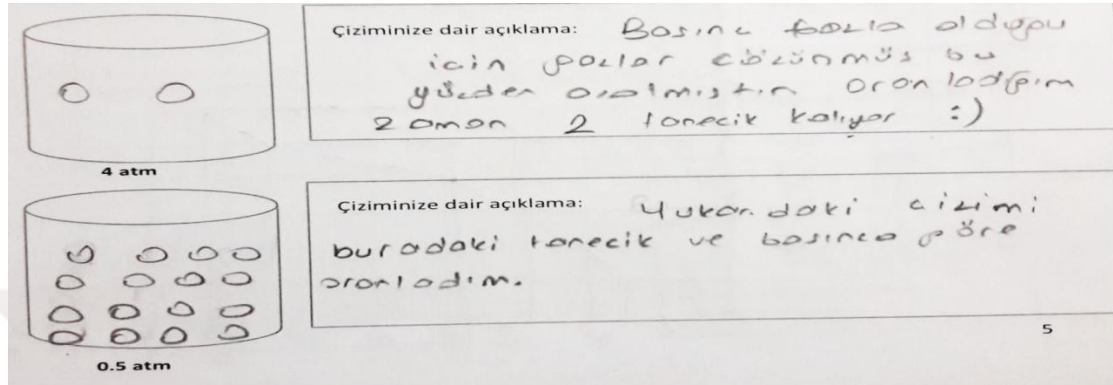 Çiziminize dair açıklama: Basınç fazla olduğu
için gazlar çözünmüş bu
yüzden azalmıştır. Oranladığım
zaman 2 tanecik kalıyor :)
4 atm
Çiziminize dair açıklama: Yukarıdaki çizimi
buradaki tanecik ve basınca göre
oranladım.
5
0.5 atm